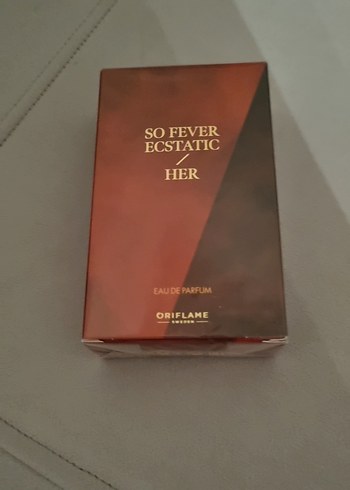 SO FEVER
ECSTATIC
/
HER
EAU DE PARFUM
ORIFLAME
SWEDEN